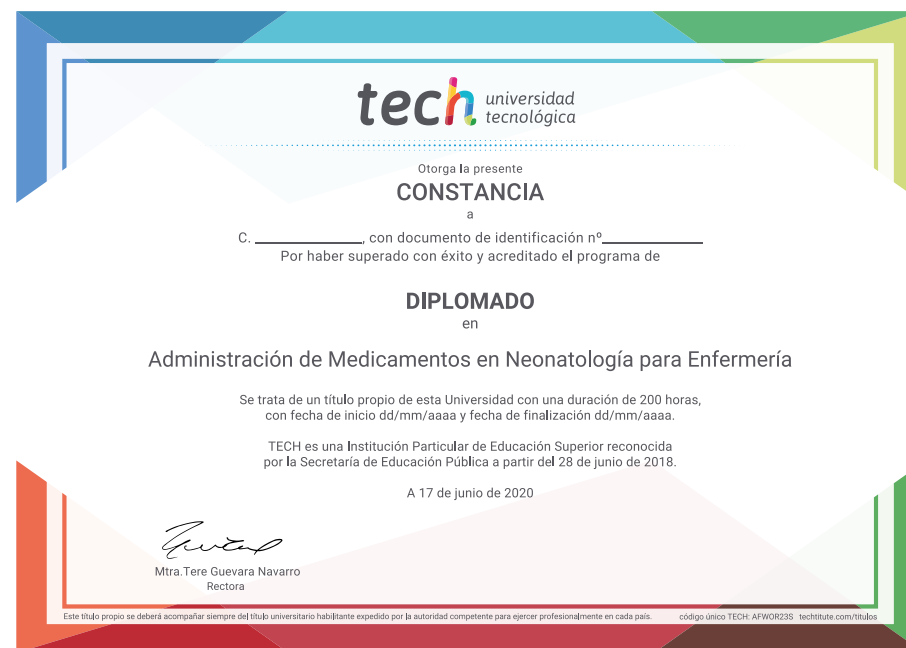 tech universidad
tecnológica
Otorga la presente
CONSTANCIA
a
C. ____________, con documento de identificación nº____________
Por haber superado con éxito y acreditado el programa de
DIPLOMADO
en
Administración de Medicamentos en Neonatología para Enfermería
Se trata de un título propio de esta Universidad con una duración de 200 horas,
con fecha de inicio dd/mm/aaaa y fecha de finalización dd/mm/aaaa.
TECH es una Institución Particular de Educación Superior reconocida
por la Secretaría de Educación Pública a partir del 28 de junio de 2018.
A 17 de junio de 2020
Mtra.Tere Guevara Navarro
Rectora
Este título propio se deberá acompañar siempre del título universitario habilitante expedido por la autoridad competente para ejercer profesionalmente en cada país. código único TECH: AFWOR23S techtitute.com/titulos